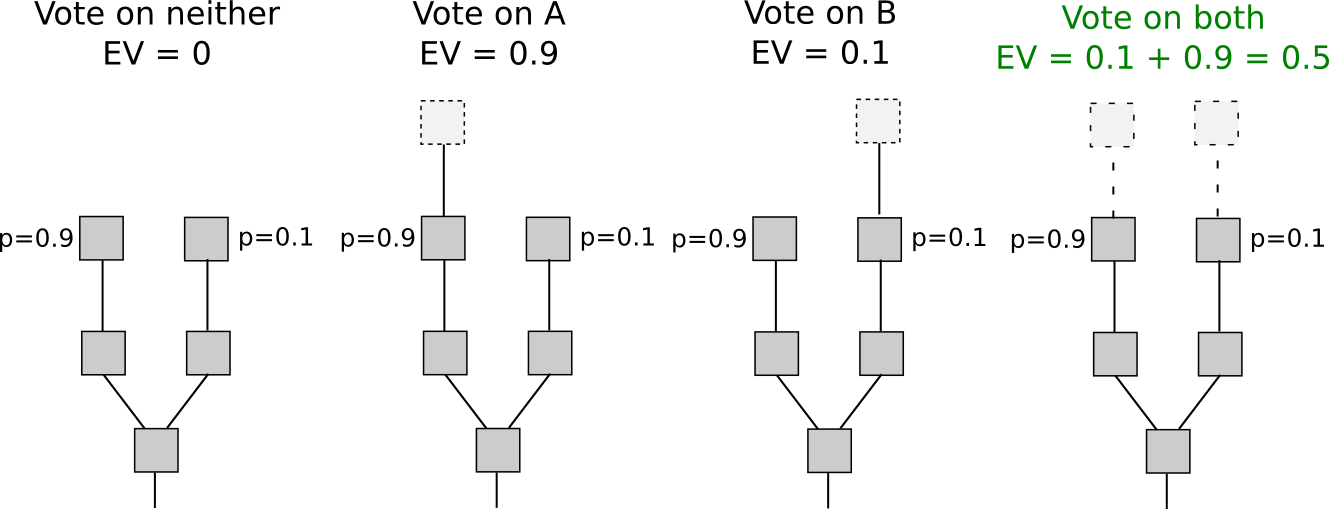 Vote on neither
EV = 0
Vote on A
EV = 0.9
Vote on B
EV = 0.1
Vote on both
EV = 0.1 + 0.9 = 0.5
p=0.9
p=0.1
p=0.9
p=0.1
p=0.9
p=0.1
p=0.9
p=0.1